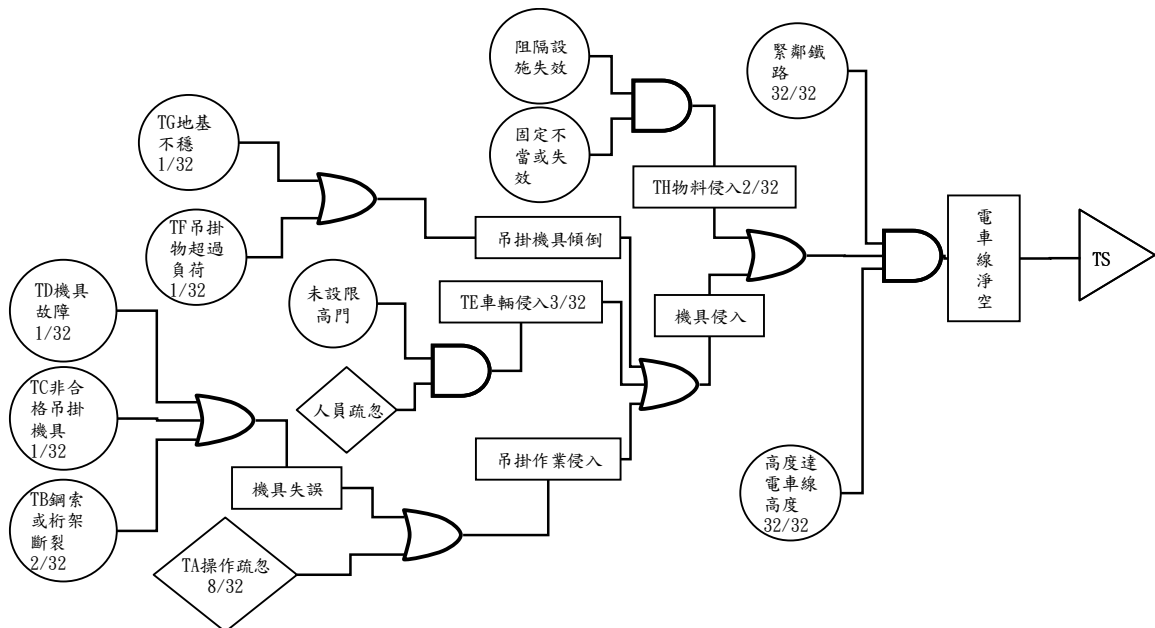 阻隔設
施失效
緊鄰鐵
路
32/32
TG地基
不穩
1/32
固定不
當或失
效
TH物料侵入2/32
TF吊掛
物超過
負荷
1/32
吊掛機具傾倒
電
車
線
淨
空
TS
TD機具
故障
1/32
未設限
高門
TE車輛侵入3/32
機具侵入
TC非合
格吊掛
機具
1/32
人員疏忽
吊掛作業侵入
高度達
電車線
高度
32/32
機具失誤
TB鋼索
或桁架
斷裂
2/32
TA操作疏忽
8/32